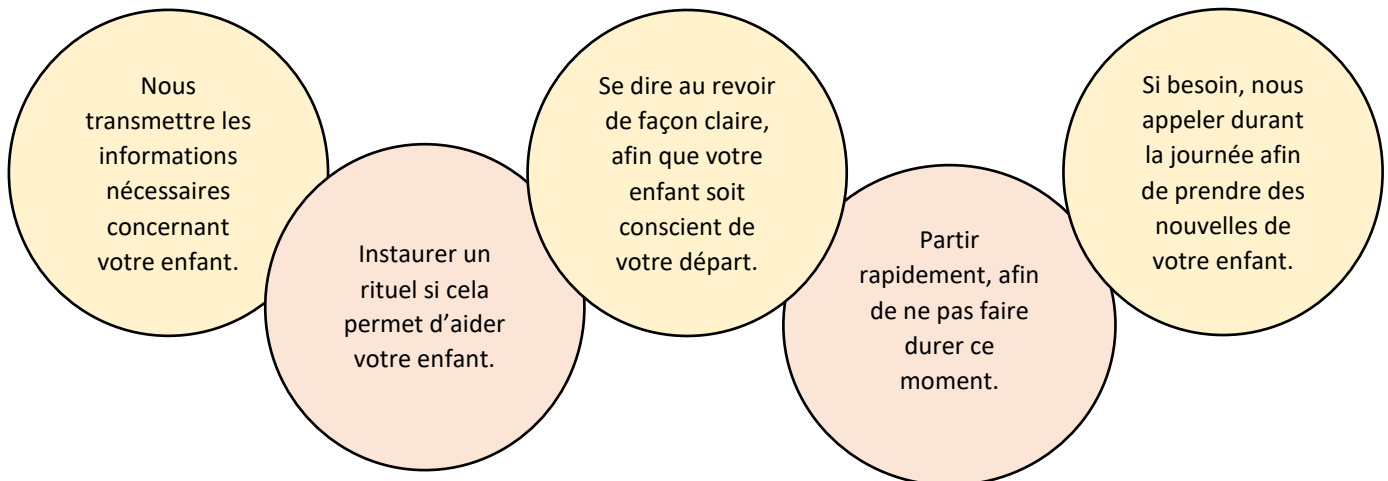 Nous
transmettre les
informations
nécessaires
concernant
votre enfant.
Instaurer un
rituel si cela
permet d’aider
votre enfant.
Se dire au revoir
de façon claire,
afin que votre
enfant soit
conscient de
votre départ.
Partir
rapidement, afin
de ne pas faire
durer ce
moment.
Si besoin, nous
appeler durant
la journée afin
de prendre des
nouvelles de
votre enfant.